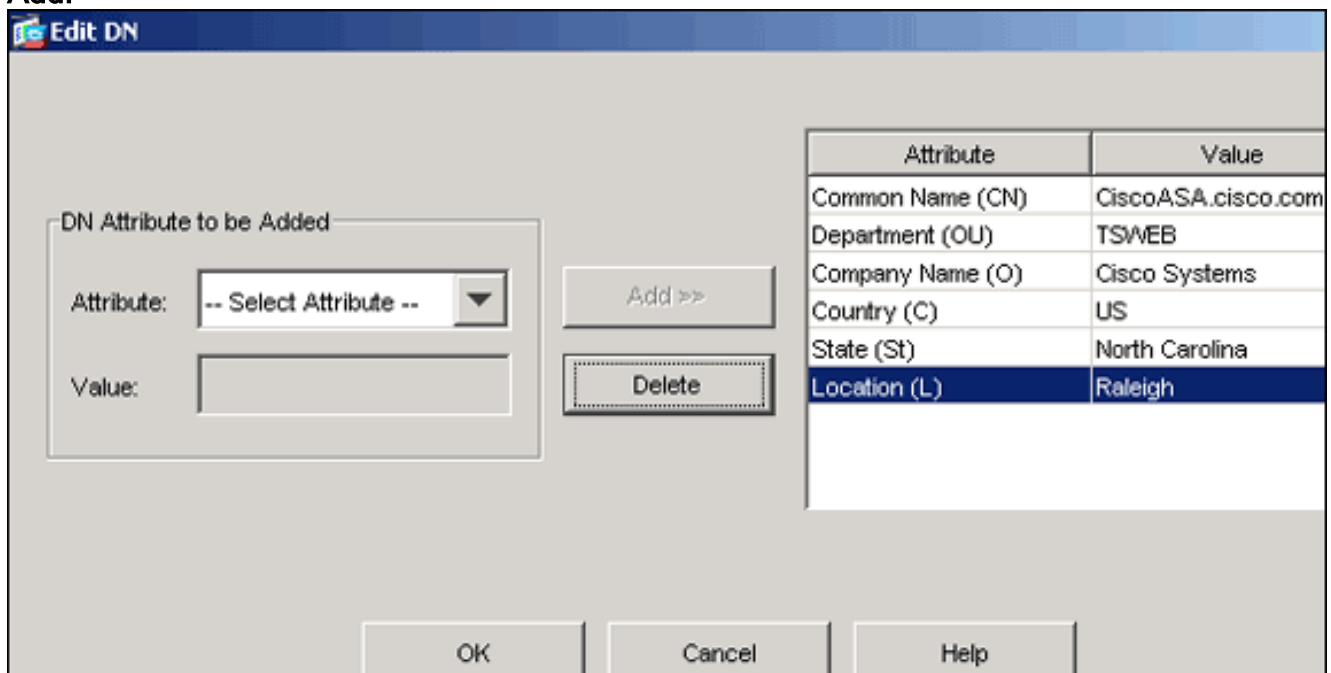 Add.
Edit DN
Attribute Value
Common Name (CN) CiscoASA.cisco.com
DN Attribute to be Added
Department (OU) TSWEB
Company Name (O) Cisco Systems
Attribute: -- Select Attribute -- Add >>
Country (C) US
State (St) North Carolina
Value: Delete
Location (L) Raleigh
OK Cancel Help